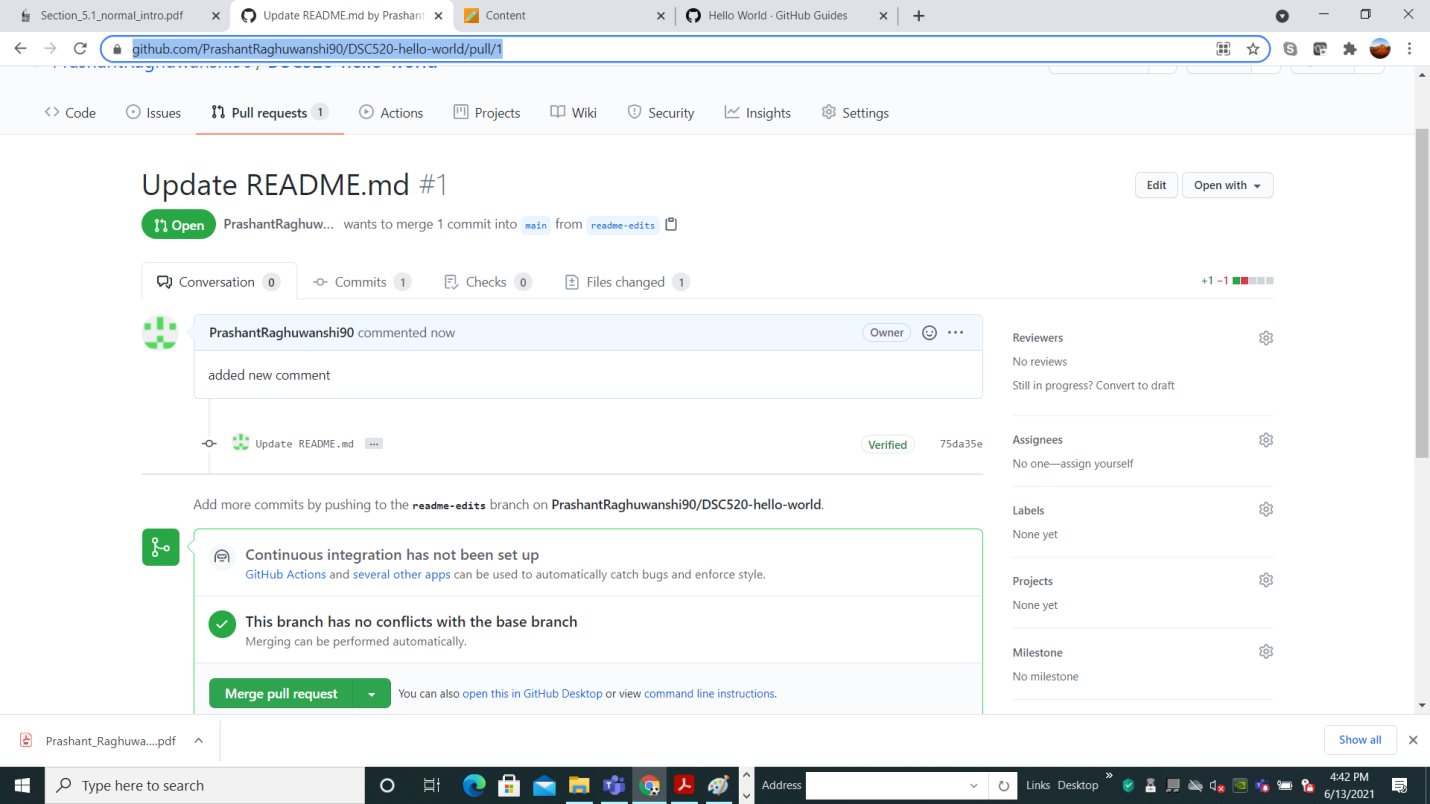 Section_5.1_normal_intro.pdf
Update README.md by Prashant
Content
Hello World · GitHub Guides
github.com/PrashantRaghuwanshi90/DSC520-hello-world/pull/1
PrashantRaghuwanshi90 / DSC520-hello-world
Code
Issues
Pull requests 1
Actions
Projects
Wiki
Security
Insights
Settings
Update README.md #1
Edit
Open with
Open
PrashantRaghuw... wants to merge 1 commit into main from readme-edits
Conversation 0
Commits 1
Checks 0
Files changed 1
+1 −1
PrashantRaghuwanshi90 commented now
Owner
added new comment
Update README.md ...
Verified
75da35e
Add more commits by pushing to the readme-edits branch on PrashantRaghuwanshi90/DSC520-hello-world.
Continuous integration has not been set up
GitHub Actions and several other apps can be used to automatically catch bugs and enforce style.
This branch has no conflicts with the base branch
Merging can be performed automatically.
Merge pull request
You can also open this in GitHub Desktop or view command line instructions.
Reviewers
No reviews
Still in progress? Convert to draft
Assignees
No one—assign yourself
Labels
None yet
Projects
None yet
Milestone
No milestone
Prashant_Raghuwa....pdf
Show all
Type here to search
Address
Links
Desktop
4:42 PM
6/13/2021